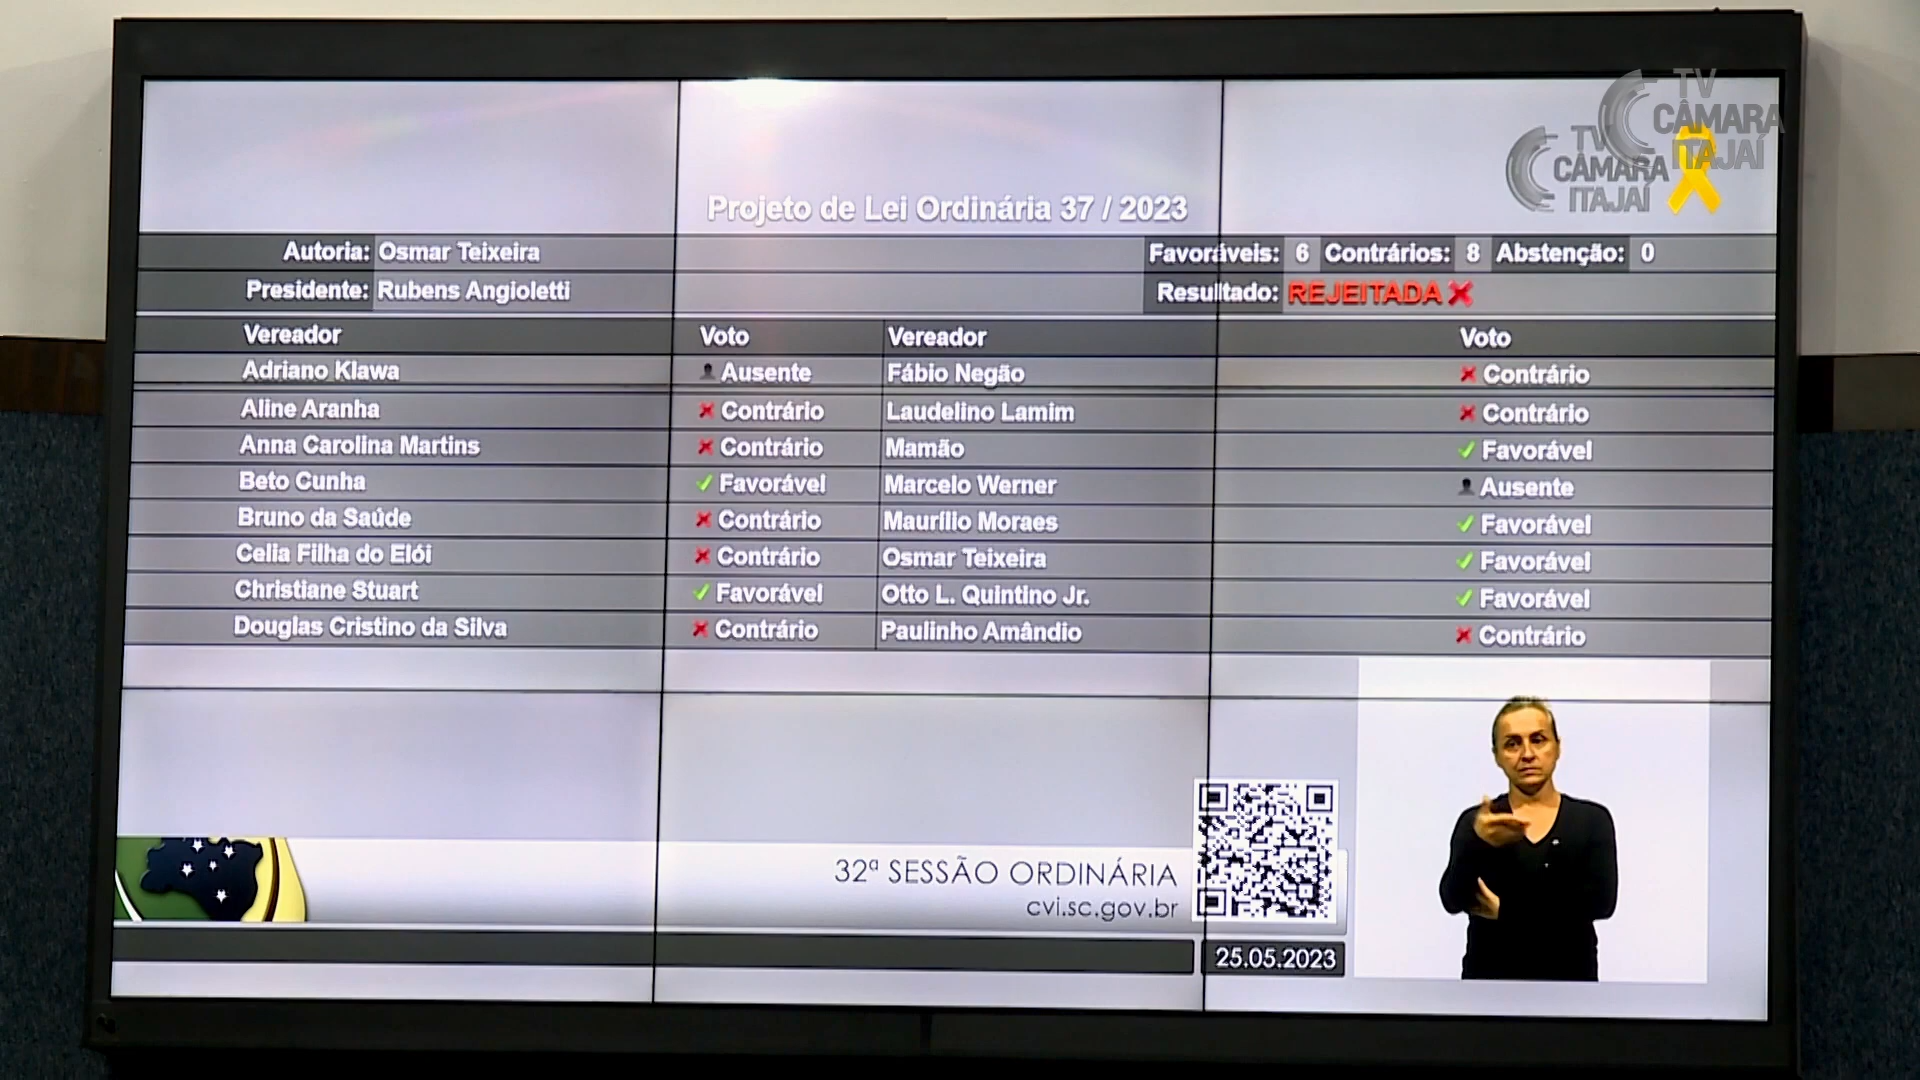 TV
CÂMARA
ITAJAÍ
TV
CÂMARA
ITAJAÍ
Projeto de Lei Ordinária 37 / 2023
Autoria: Osmar Teixeira Favoráveis: 6 Contrários: 8 Abstenção: 0
Presidente: Rubens Angioletti Resultado: REJEITADA
Vereador Voto Vereador Voto
Adriano Klawa Ausente Fábio Negão Contrário
Aline Aranha Contrário Laudelino Lamim Contrário
Anna Carolina Martins Contrário Mamão Favorável
Beto Cunha Favorável Marcelo Werner Ausente
Bruno da Saúde Contrário Maurílio Moraes Favorável
Celia Filha do Elói Contrário Osmar Teixeira Favorável
Christiane Stuart Favorável Otto L. Quintino Jr. Favorável
Douglas Cristino da Silva Contrário Paulinho Amândio Contrário
32ª SESSÃO ORDINÁRIA
cvi.sc.gov.br
25.05.2023